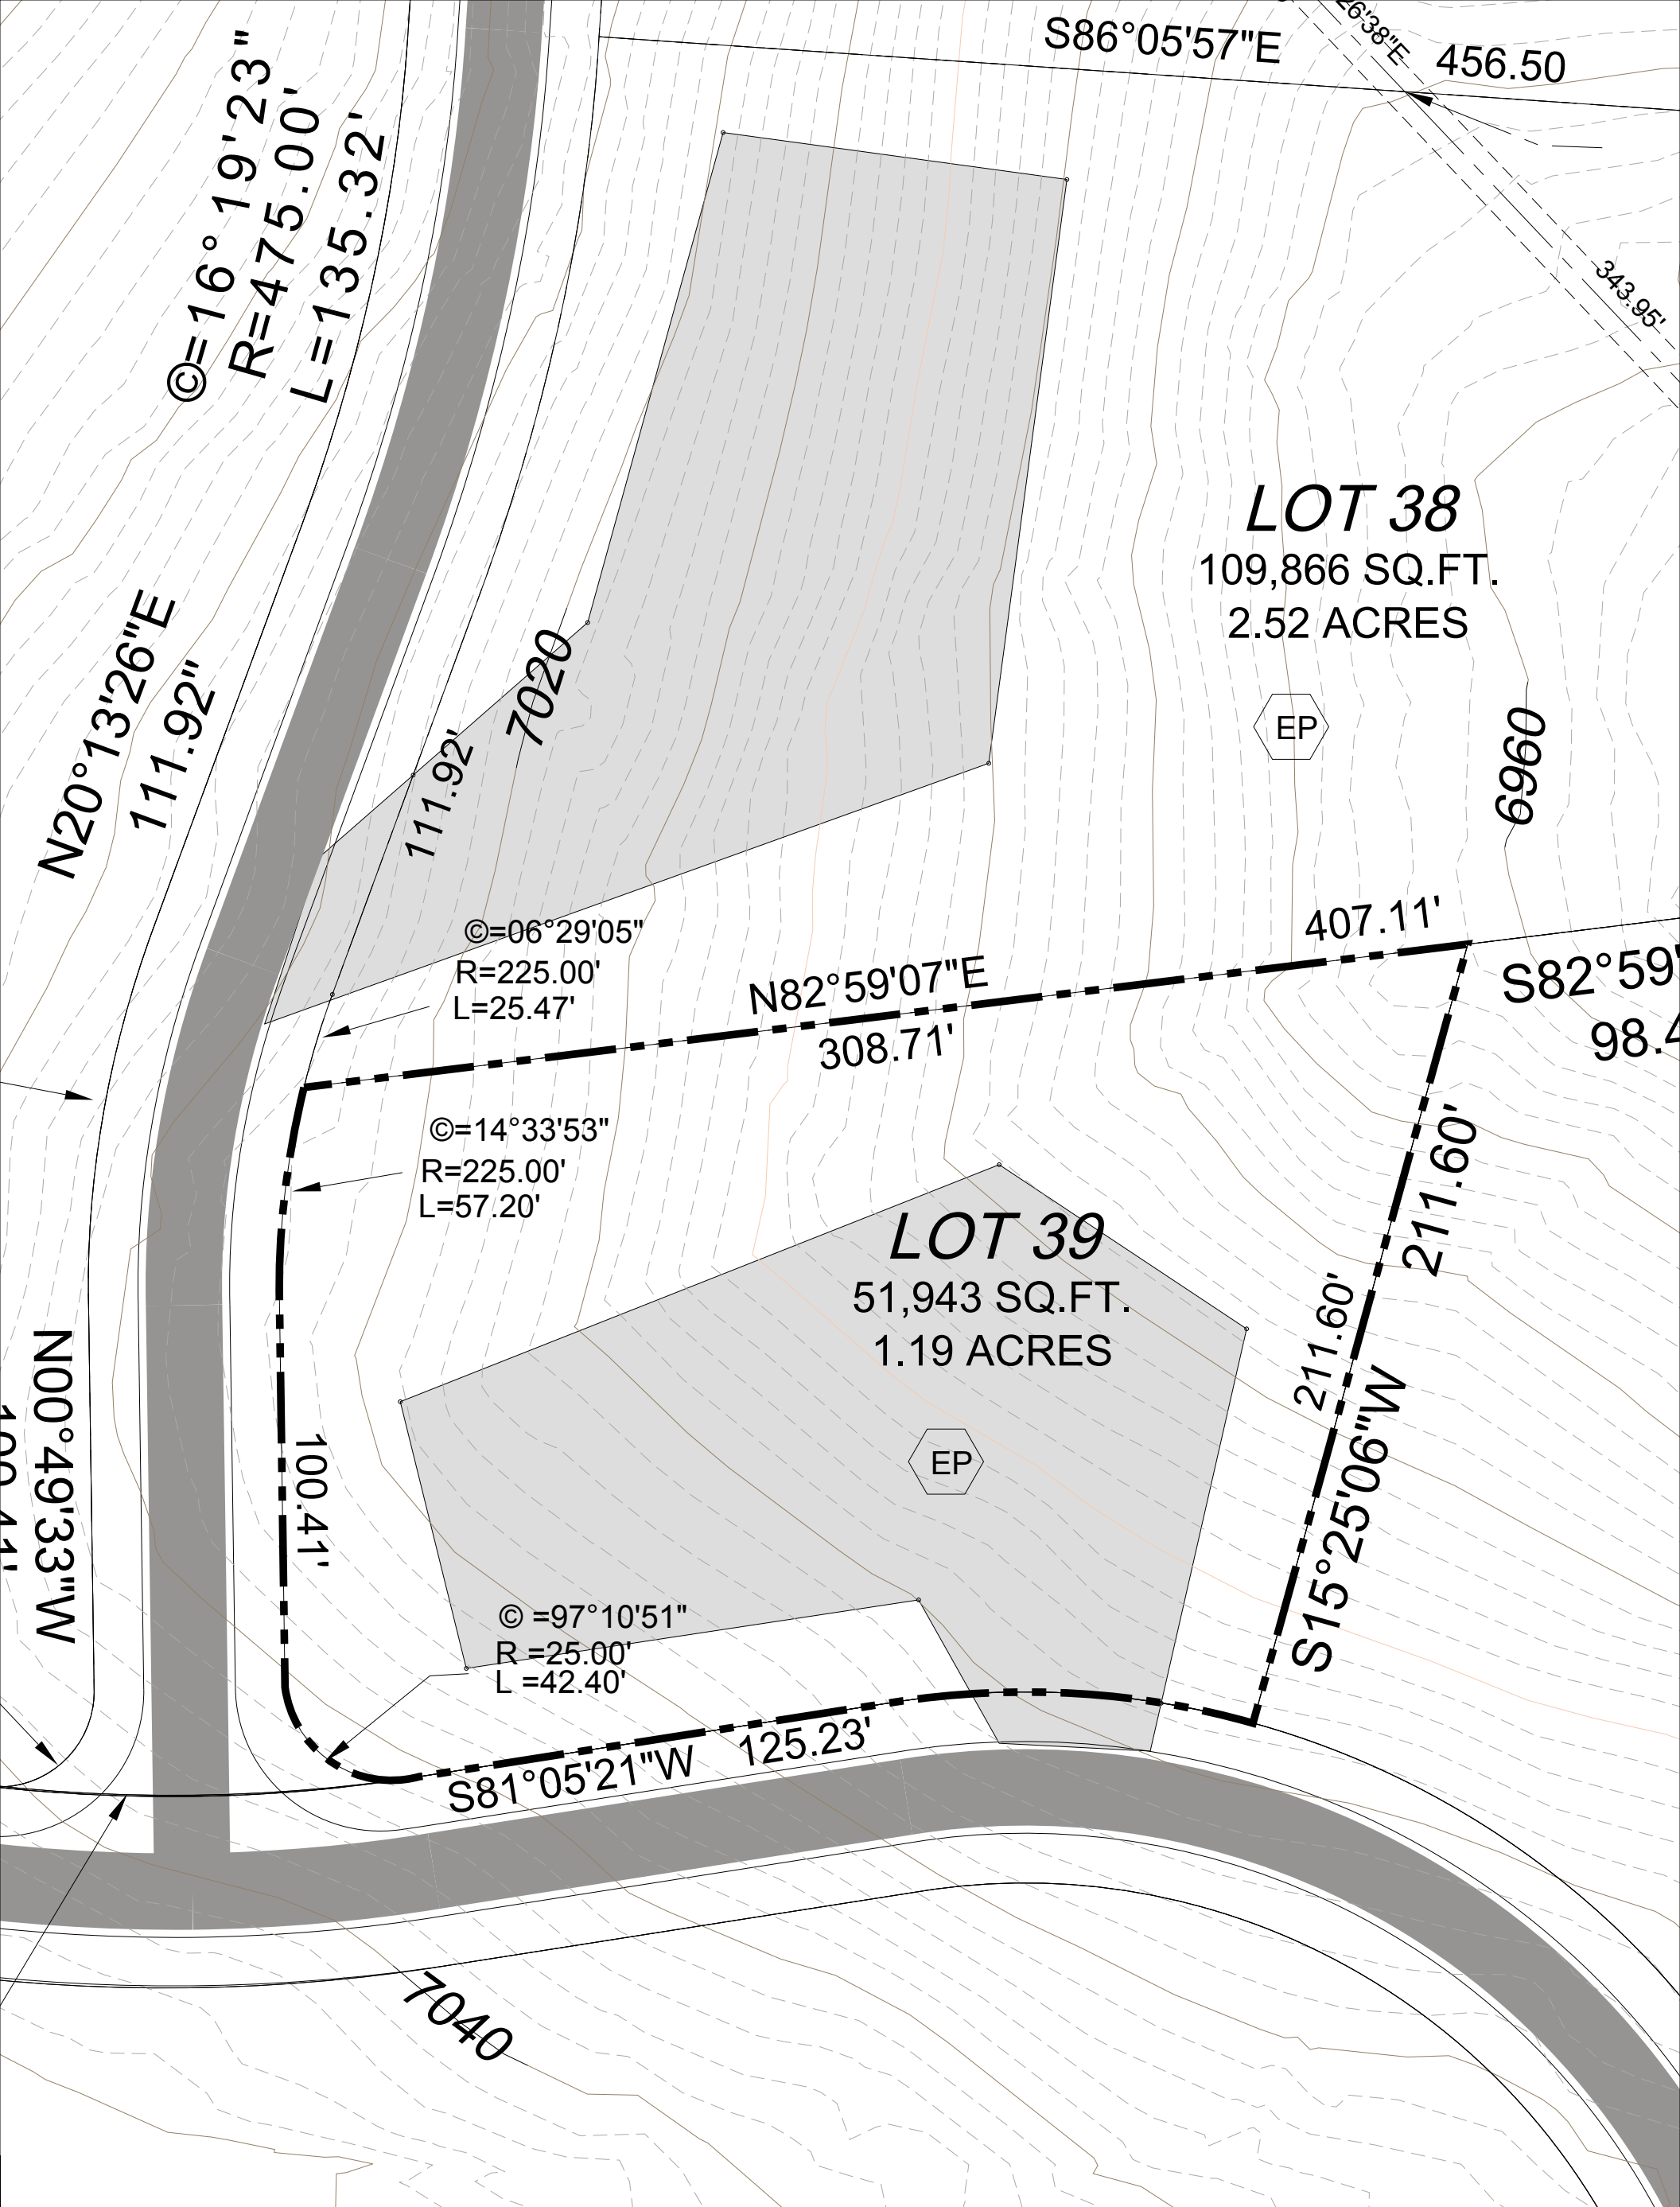 S86°05'57"E
26'38"E
456.50
©=16°19'23"
R=475.00'
L=135.32'
343.95'
LOT 38
109,866 SQ.FT.
2.52 ACRES
EP
N20°13'26"E
111.92"
7020
111.92'
6960
©=06°29'05"
R=225.00'
L=25.47'
407.11'
N82°59'07"E
308.71'
S82°59'
98.4
©=14°33'53"
R=225.00'
L=57.20'
211.60'
LOT 39
51,943 SQ.FT.
1.19 ACRES
211.60'
S15°25'06"W
EP
N00°49'33"W
100.41'
© =97°10'51"
R =25.00'
L =42.40'
S81°05'21"W
125.23'
7040